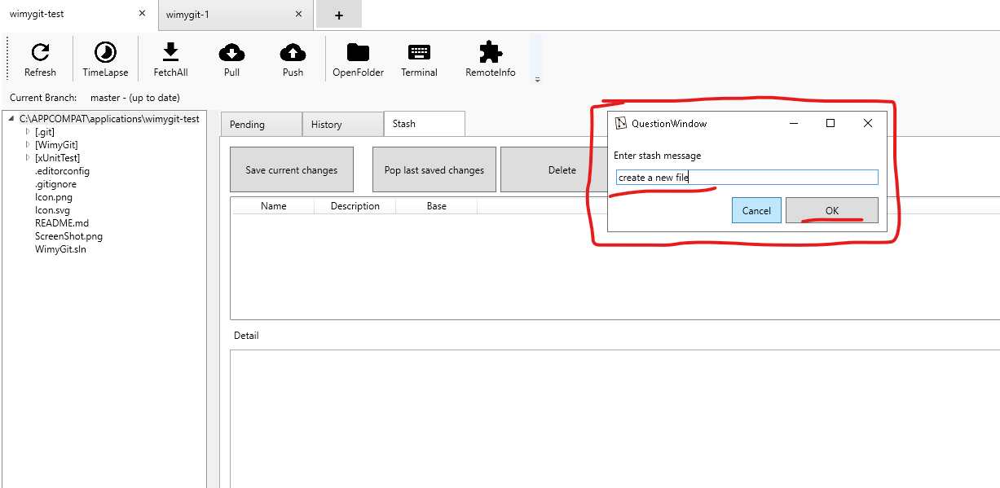 wimygit-test
wimygit-1
Refresh
TimeLapse
FetchAll
Pull
Push
OpenFolder
Terminal
RemoteInfo
Current Branch: master - (up to date)
C:\APPCOMPAT\applications\wimygit-test
[.git]
[WimyGit]
[xUnitTest]
.editorconfig
.gitignore
Icon.png
Icon.svg
README.md
ScreenShot.png
WimyGit.sln
Pending
History
Stash
Save current changes
Pop last saved changes
Delete
Name
Description
Base
Detail
QuestionWindow
Enter stash message
create a new file
Cancel
OK